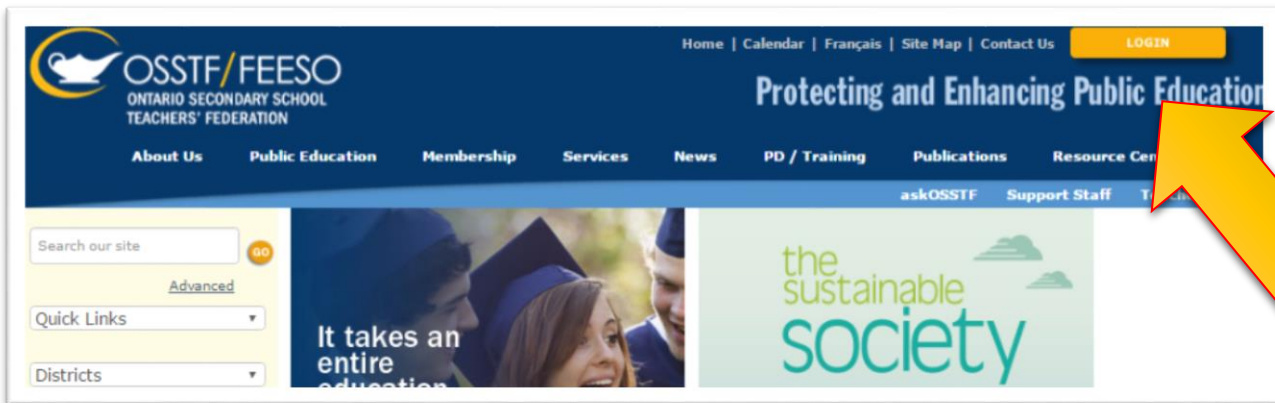 Home | Calendar | Français | Site Map | Contact Us LOGIN
OSSTF/FEESO
ONTARIO SECONDARY SCHOOL
TEACHERS' FEDERATION
Protecting and Enhancing Public Education
About Us Public Education Membership Services News PD / Training Publications Resource
askOSSTF Support Staff
Search our site GO
Advanced
Quick Links
Districts
It takes an
entire
education
the
sustainable
society